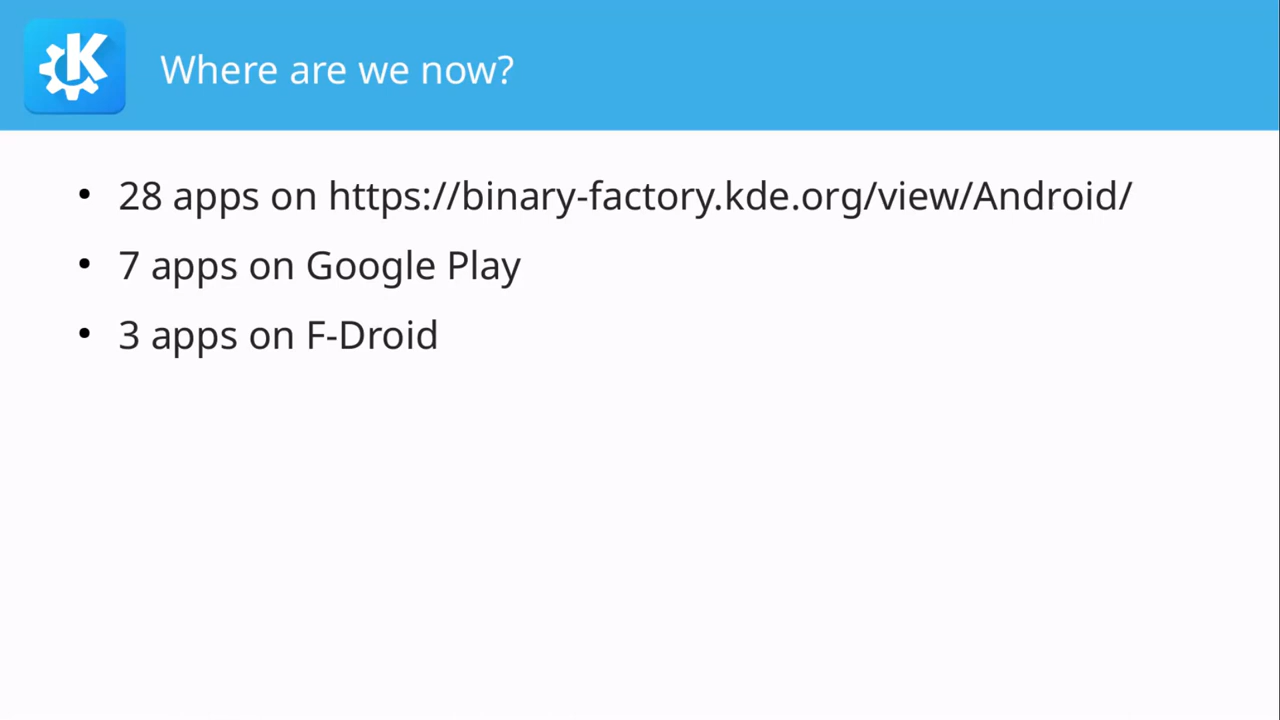 Where are we now?
• 28 apps on https://binary-factory.kde.org/view/Android/
• 7 apps on Google Play
• 3 apps on F-Droid